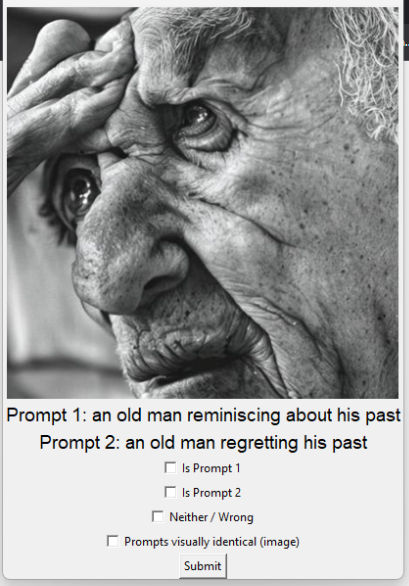 Prompt 1: an old man reminiscing about his past
Prompt 2: an old man regretting his past
Is Prompt 1
Is Prompt 2
Neither / Wrong
Prompts visually identical (image)
Submit